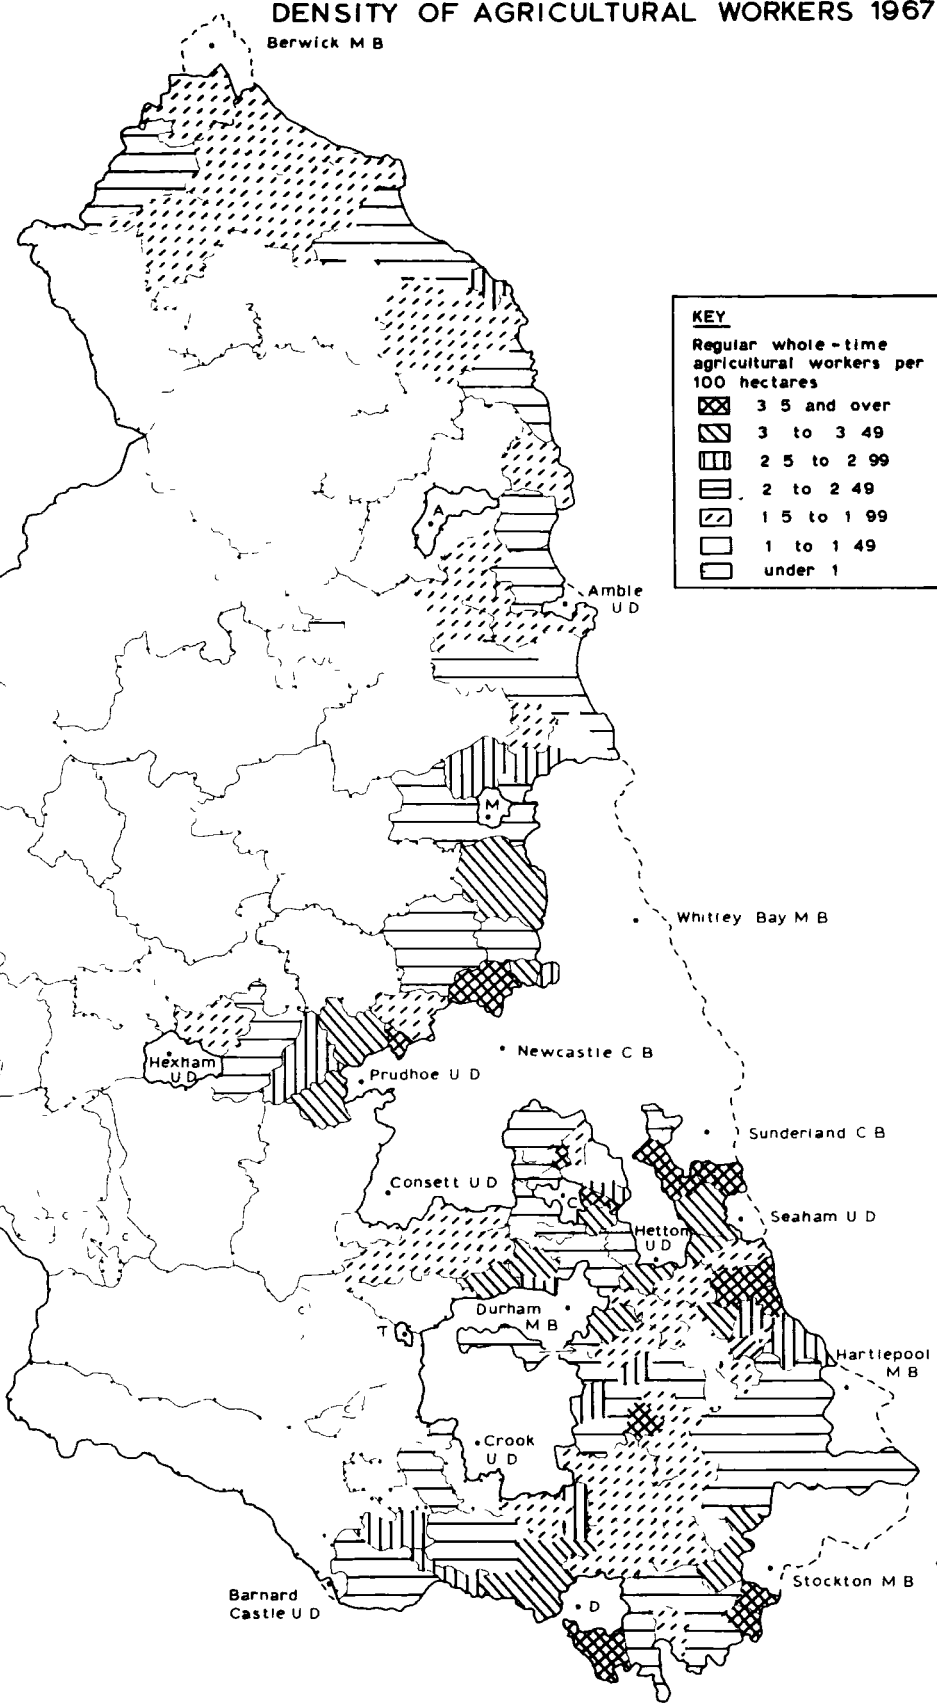 DENSITY OF AGRICULTURAL WORKERS 1967
Berwick M B
KEY
Regular whole-time
agricultural workers per
100 hectares
3 5 and over
3 to 3 49
2 5 to 2 99
2 to 2 49
1 5 to 1 99
1 to 1 49
under 1
A
Amble
U D
M
Whitley Bay M B
Newcastle C B
Hexham
U D
Prudhoe U D
Sunderland C B
Consett U D
C
Seaham U D
Hetton
U D
C
C
C
Durham
M B
T
Hartlepool
M B
C
Crook
U D
Stockton M B
Barnard
Castle U D
D